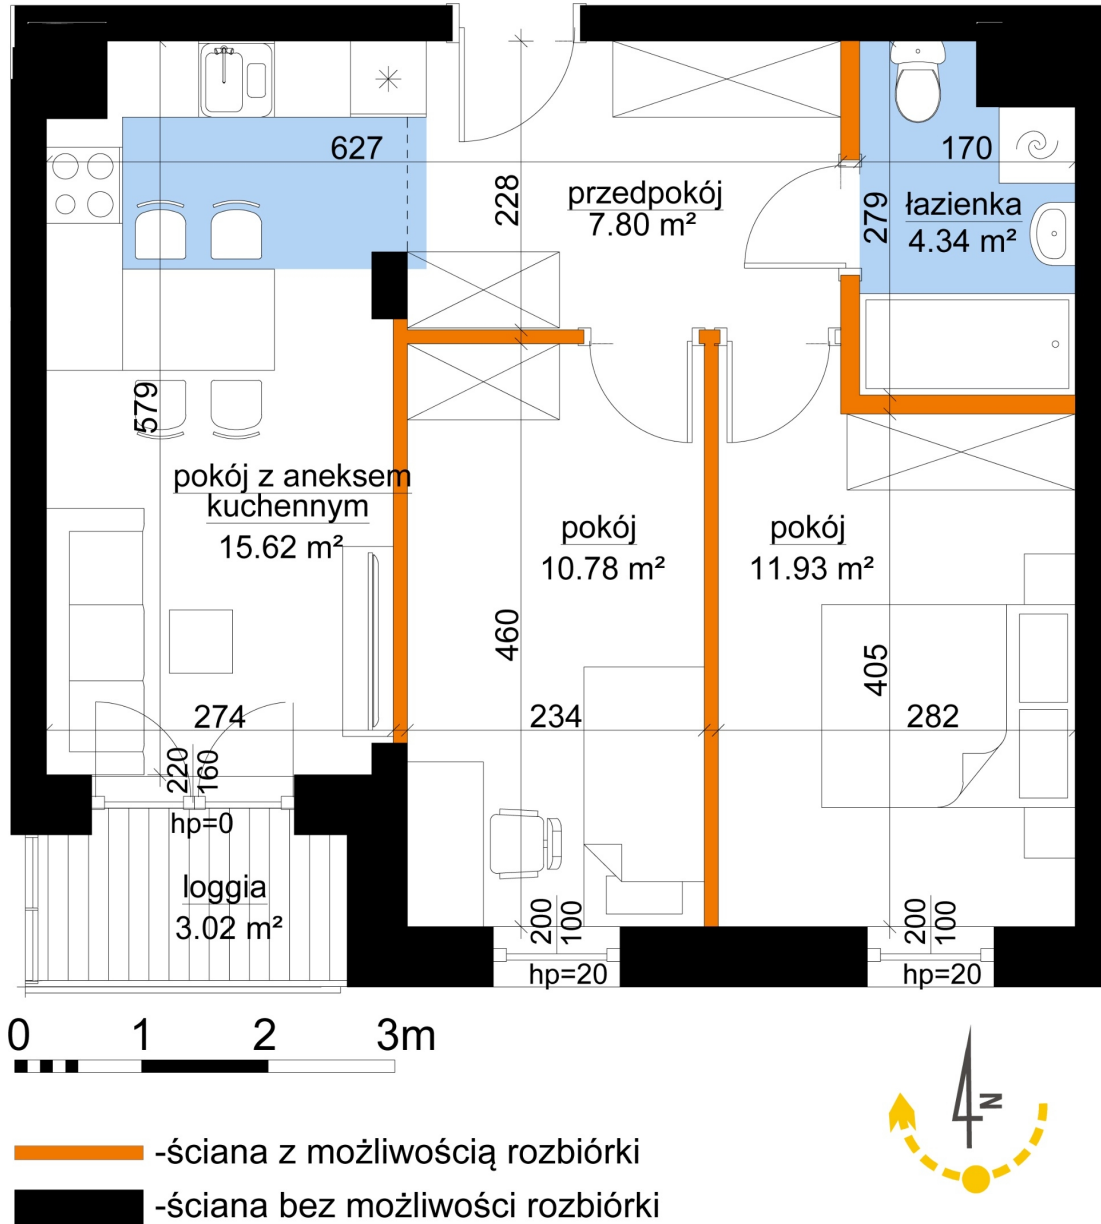 627
170
228
przedpokój
7.80 m²
279
łazienka
4.34 m²
579
pokój z aneksem
kuchennym
15.62 m²
pokój
10.78 m²
pokój
11.93 m²
460
405
274
234
282
220
160
hp=0
loggia
3.02 m²
200
100
hp=20
200
100
hp=20
0 1 2 3m
N
-ściana z możliwością rozbiórki
-ściana bez możliwości rozbiórki